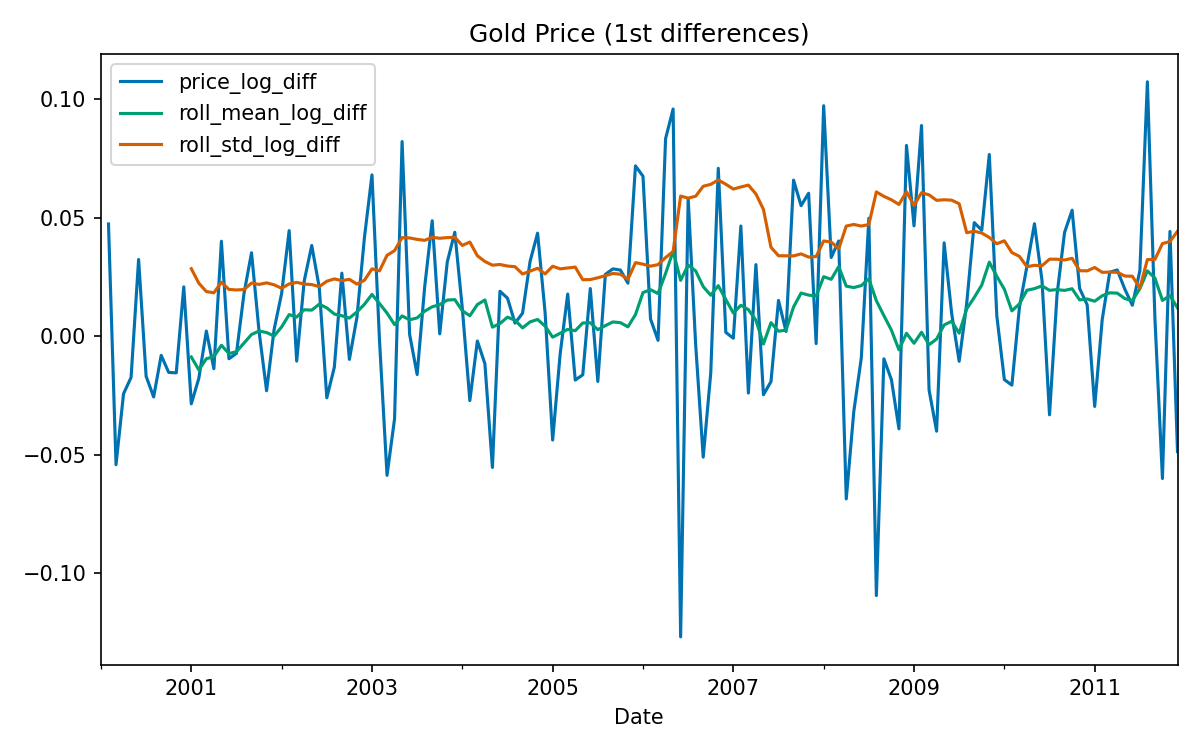 Gold Price (1st differences)
price_log_diff
roll_mean_log_diff
roll_std_log_diff
0.10
0.05
0.00
−0.05
−0.10
2001 2003 2005 2007 2009 2011
Date